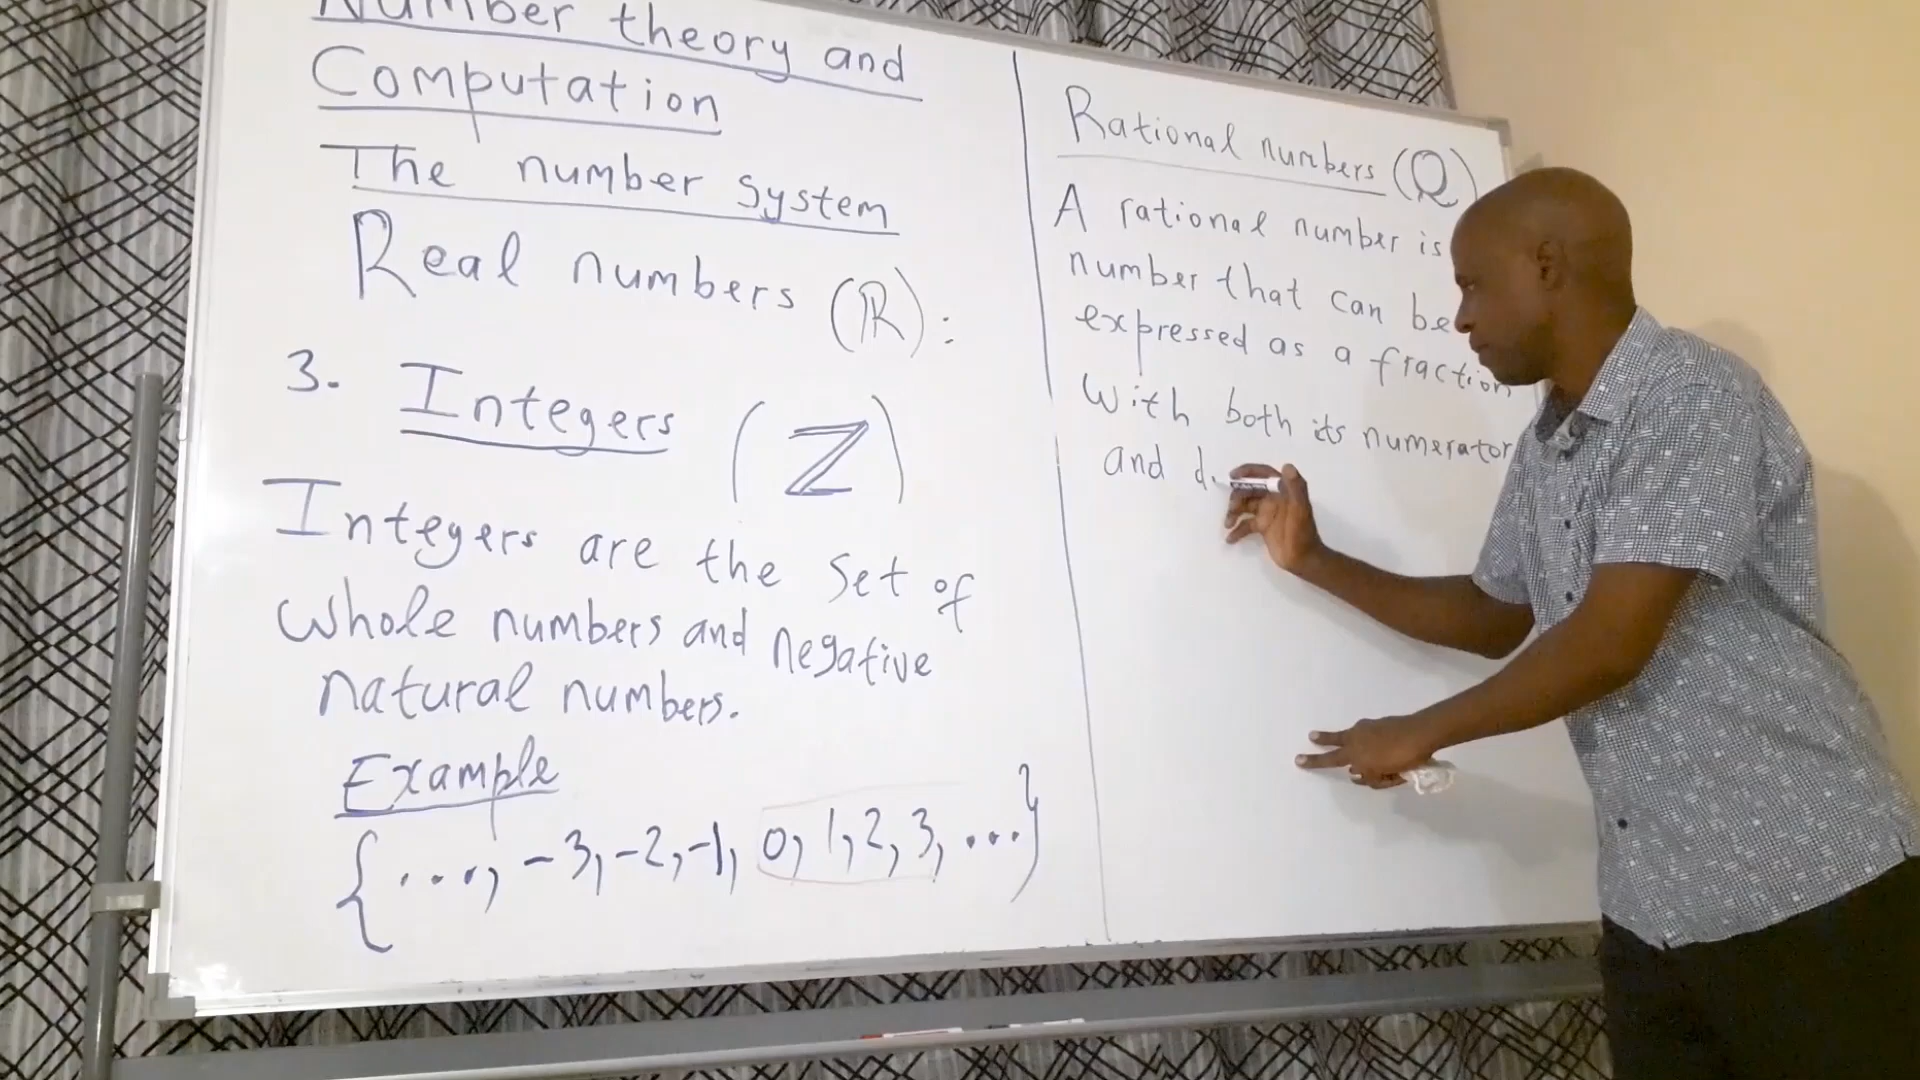 Number theory and
Computation
The number System
Real numbers (ℝ):
3. Integers (ℤ)
Integers are the set of
whole numbers and negative
natural numbers.
Example
{..., -3, -2, -1, 0, 1, 2, 3, ...}
Rational numbers (ℚ)
A rational number is
number that can be
expressed as a fraction
With both its numerator
and d